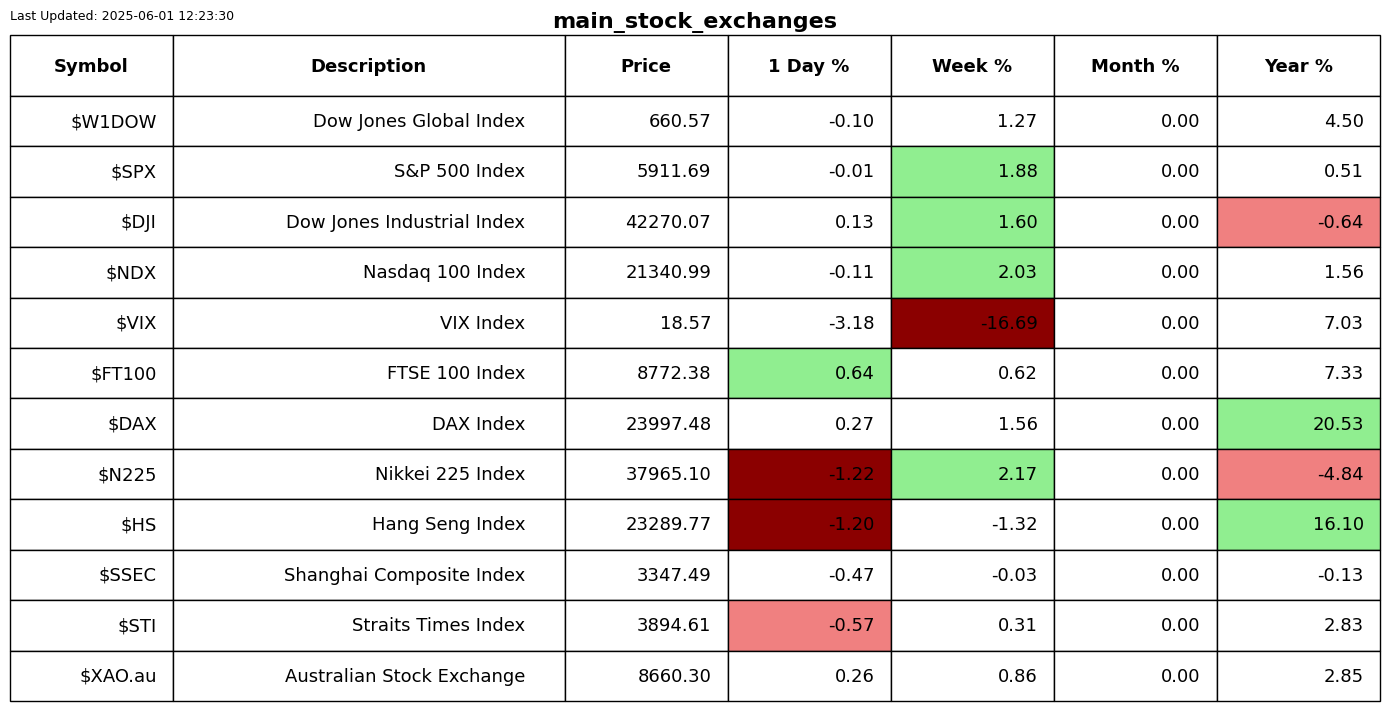 Last Updated: 2025-06-01 12:23:30
main_stock_exchanges
Symbol Description Price 1 Day % Week % Month % Year %
$W1DOW Dow Jones Global Index 660.57 -0.10 1.27 0.00 4.50
$SPX S&P 500 Index 5911.69 -0.01 1.88 0.00 0.51
$DJI Dow Jones Industrial Index 42270.07 0.13 1.60 0.00 -0.64
$NDX Nasdaq 100 Index 21340.99 -0.11 2.03 0.00 1.56
$VIX VIX Index 18.57 -3.18 -16.69 0.00 7.03
$FT100 FTSE 100 Index 8772.38 0.64 0.62 0.00 7.33
$DAX DAX Index 23997.48 0.27 1.56 0.00 20.53
$N225 Nikkei 225 Index 37965.10 -1.22 2.17 0.00 -4.84
$HS Hang Seng Index 23289.77 -1.20 -1.32 0.00 16.10
$SSEC Shanghai Composite Index 3347.49 -0.47 -0.03 0.00 -0.13
$STI Straits Times Index 3894.61 -0.57 0.31 0.00 2.83
$XAO.au Australian Stock Exchange 8660.30 0.26 0.86 0.00 2.85